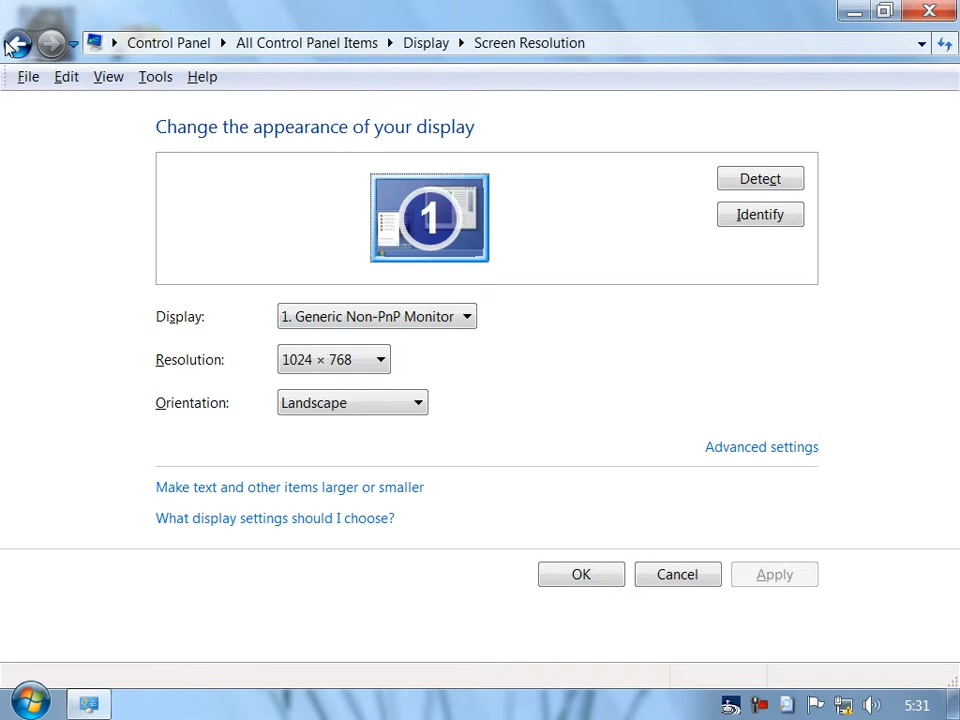 Control Panel All Control Panel Items Display Screen Resolution
File Edit View Tools Help
Change the appearance of your display
1
Detect
Identify
Display: 1. Generic Non-PnP Monitor
Resolution: 1024 × 768
Orientation: Landscape
Advanced settings
Make text and other items larger or smaller
What display settings should I choose?
OK Cancel Apply
5:31